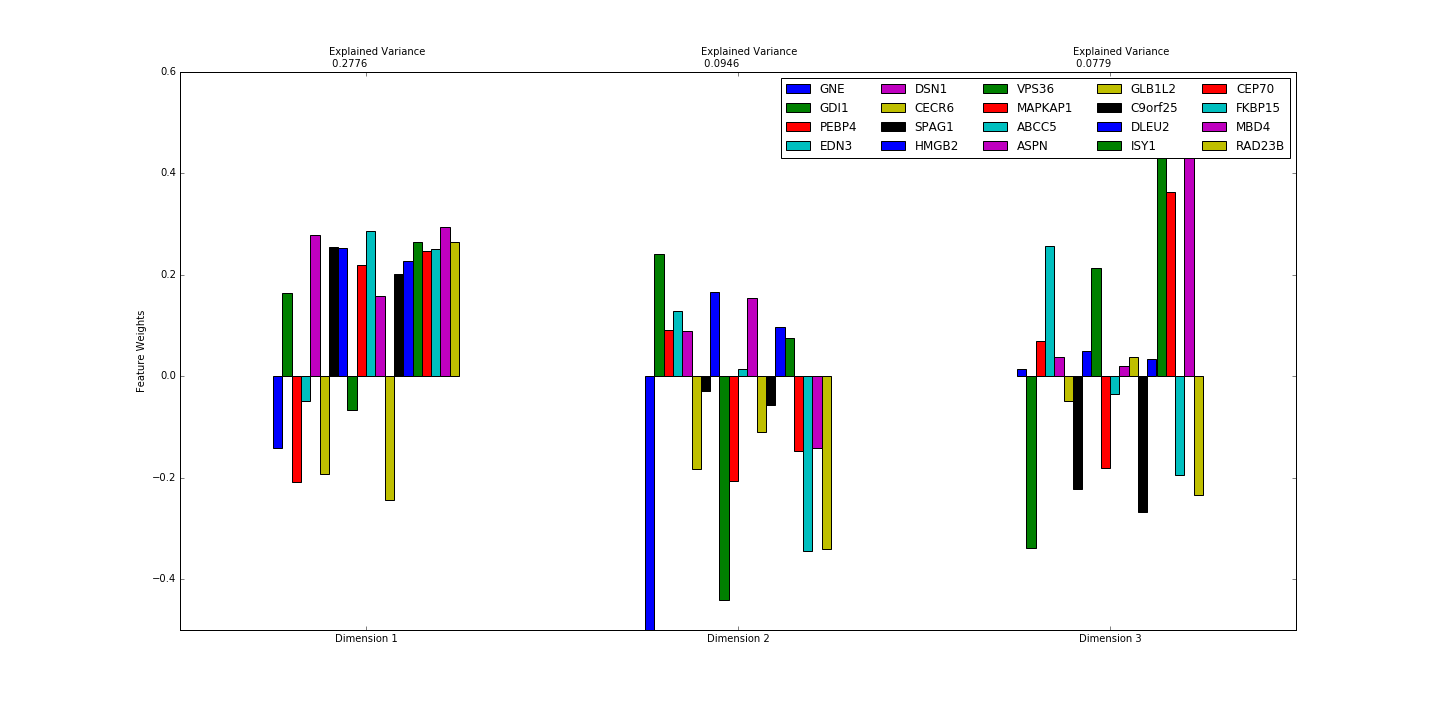 Explained Variance
0.2776
Explained Variance
0.0946
Explained Variance
0.0779
0.6
0.4
0.2
0.0
−0.2
−0.4
Feature Weights
GNE DSN1 VPS36 GLB1L2 CEP70
GDI1 CECR6 MAPKAP1 C9orf25 FKBP15
PEBP4 SPAG1 ABCC5 DLEU2 MBD4
EDN3 HMGB2 ASPN ISY1 RAD23B
Dimension 1 Dimension 2 Dimension 3